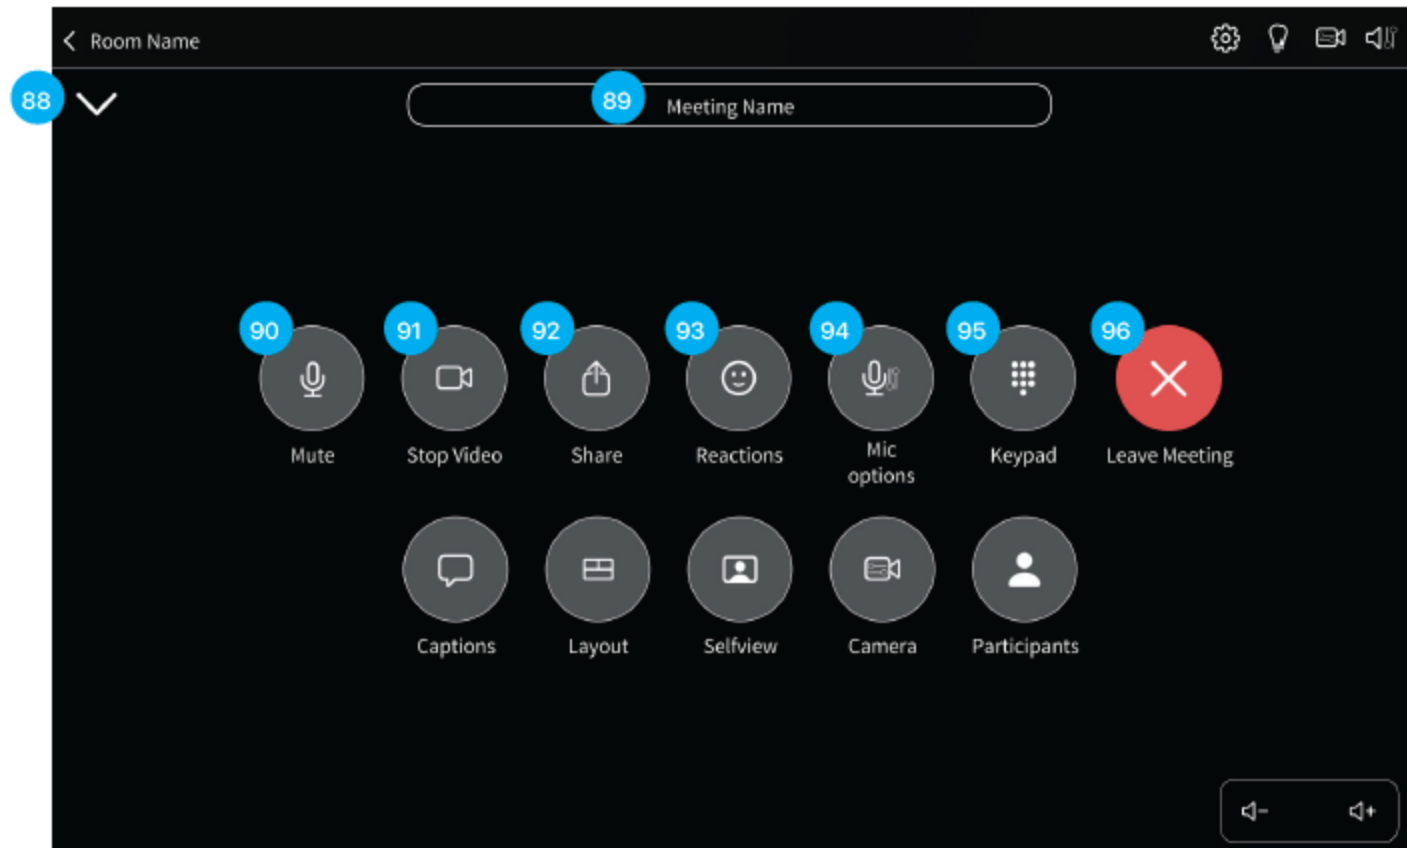 Room Name
88
89
Meeting Name
90
91
92
93
94
95
96
Mute
Stop Video
Share
Reactions
Mic
options
Keypad
Leave Meeting
Captions
Layout
Selfview
Camera
Participants